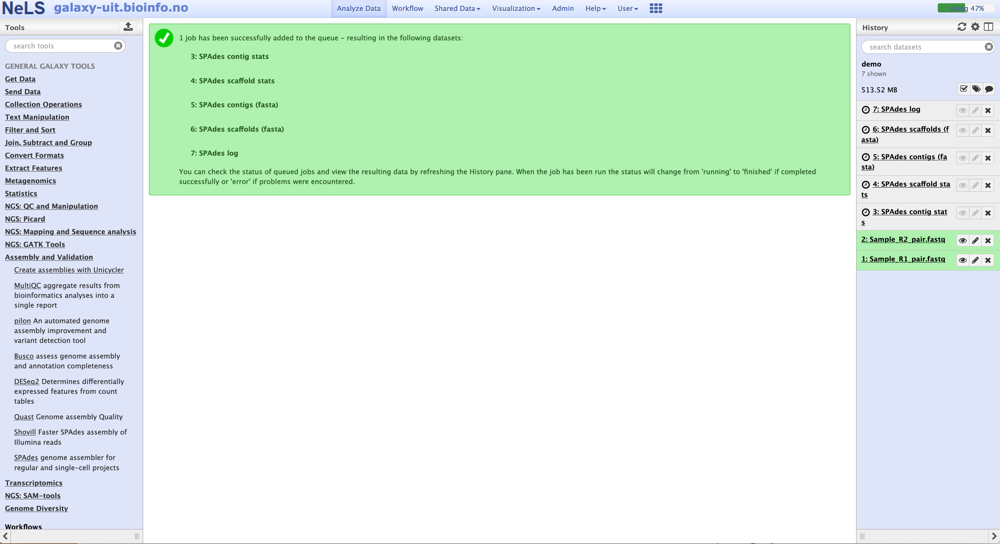 NeLS galaxy-uit.bioinfo.no
Analyze Data Workflow Shared Data Visualization Admin Help User
Using 47%
Tools
search tools
GENERAL GALAXY TOOLS
Get Data
Send Data
Collection Operations
Text Manipulation
Filter and Sort
Join, Subtract and Group
Convert Formats
Extract Features
Metagenomics
Statistics
NGS: QC and Manipulation
NGS: Picard
NGS: Mapping and Sequence analysis
NGS: GATK Tools
Assembly and Validation
Create assemblies with Unicycler
MultiQC aggregate results from
bioinformatics analyses into a
single report
pilon An automated genome
assembly improvement and
variant detection tool
Busco assess genome assembly
and annotation completeness
DESeq2 Determines differentially
expressed features from count
tables
Quast Genome assembly Quality
Shovill Faster SPAdes assembly of
Illumina reads
SPAdes genome assembler for
regular and single-cell projects
Transcriptomics
NGS: SAM-tools
Genome Diversity
Workflows
1 job has been successfully added to the queue - resulting in the following datasets:
3: SPAdes contig stats
4: SPAdes scaffold stats
5: SPAdes contigs (fasta)
6: SPAdes scaffolds (fasta)
7: SPAdes log
You can check the status of queued jobs and view the resulting data by refreshing the History pane. When the job has been run the status will change from 'running' to 'finished' if completed
successfully or 'error' if problems were encountered.
History
search datasets
demo
7 shown
513.52 MB
7: SPAdes log
6: SPAdes scaffolds (f
asta)
5: SPAdes contigs (fa
sta)
4: SPAdes scaffold sta
ts
3: SPAdes contig stat
s
2: Sample_R2_pair.fastq
1: Sample_R1_pair.fastq